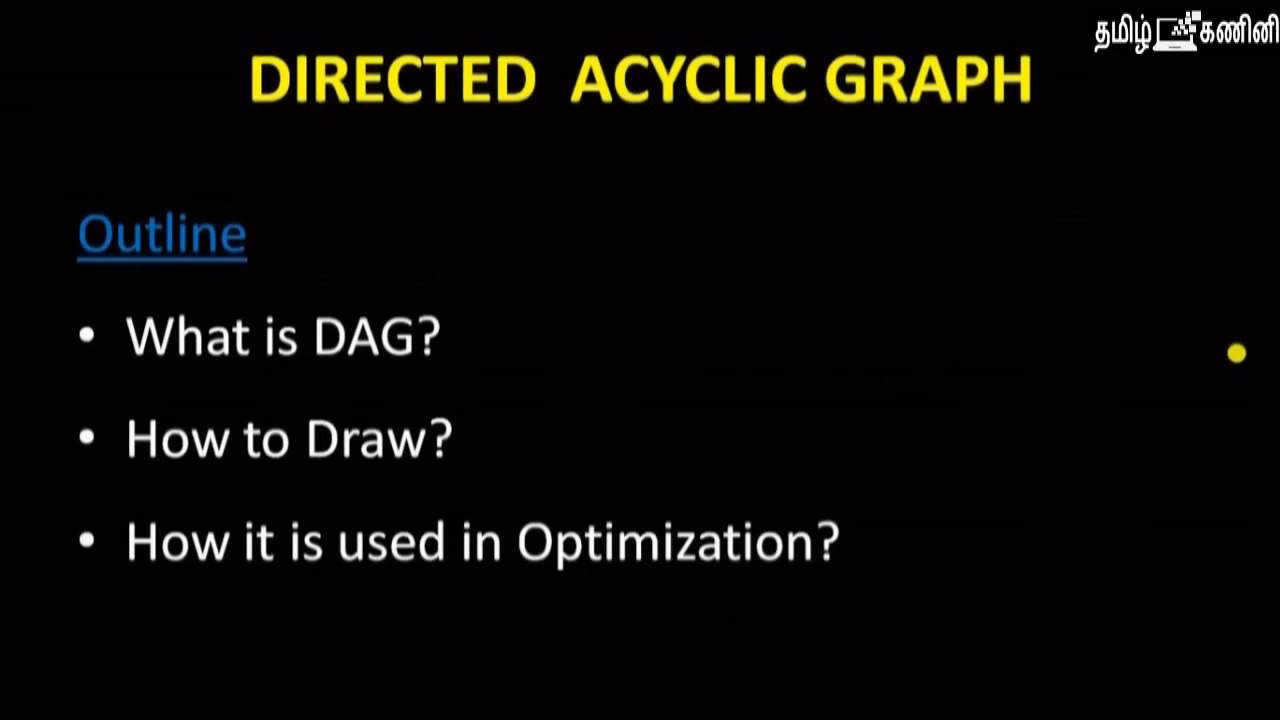 தமிழ் கணினி
DIRECTED ACYCLIC GRAPH
Outline
• What is DAG?
• How to Draw?
• How it is used in Optimization?